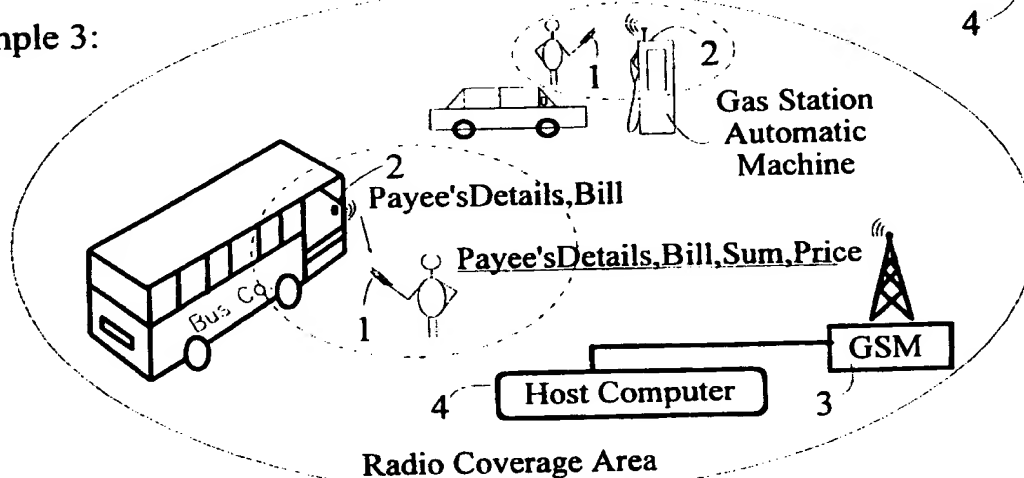 mple 3:
4
1
2
Gas Station
Automatic
Machine
2
Payee'sDetails,Bill
Payee'sDetails,Bill,Sum,Price
Bus Co.
1
GSM
4
Host Computer
3
Radio Coverage Area